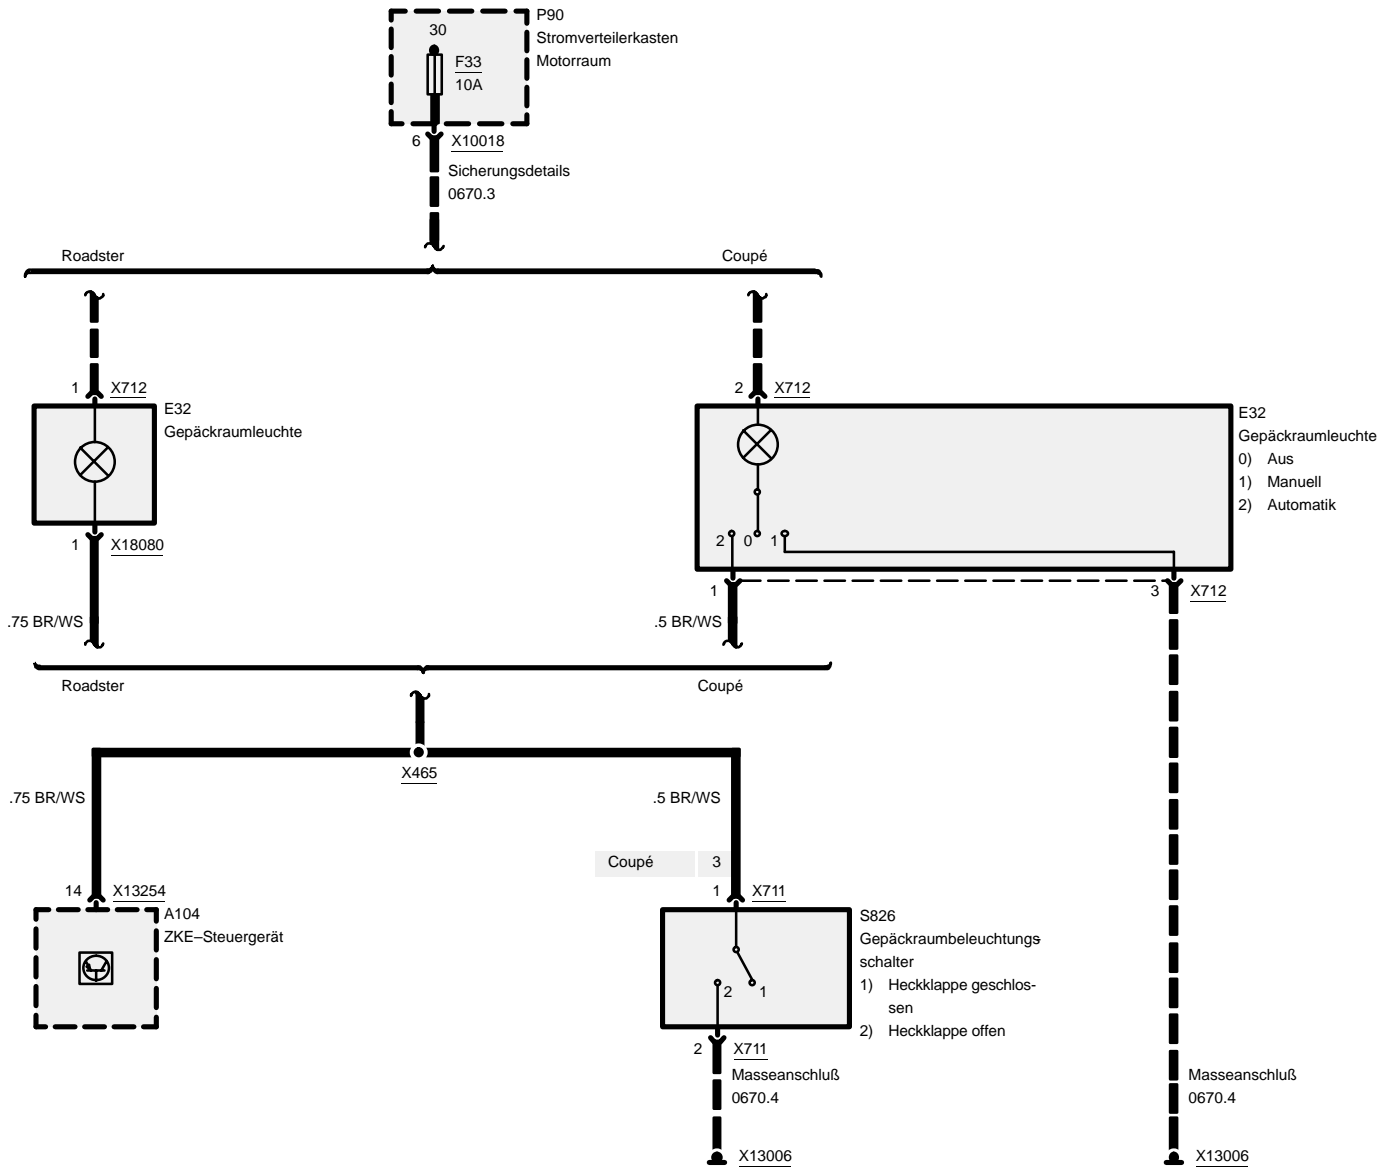 30
F33
10A
P90
Stromverteilerkasten
Motorraum
6 X10018
Sicherungsdetails
0670.3
Roadster
Coupé
1 X712
E32
Gepäckraumleuchte
1 X18080
.75 BR/WS
2 X712
E32
Gepäckraumleuchte
0) Aus
1) Manuell
2) Automatik
2 0 1
1
3 X712
.5 BR/WS
Roadster
Coupé
X465
.75 BR/WS
.5 BR/WS
Coupé 3
14 X13254
A104
ZKE–Steuergerät
1 X711
S826
Gepäckraumbeleuchtungs-
schalter
1) Heckklappe geschlos-
sen
2) Heckklappe offen
2 1
2 X711
Masseanschluß
0670.4
X13006
Masseanschluß
0670.4
X13006